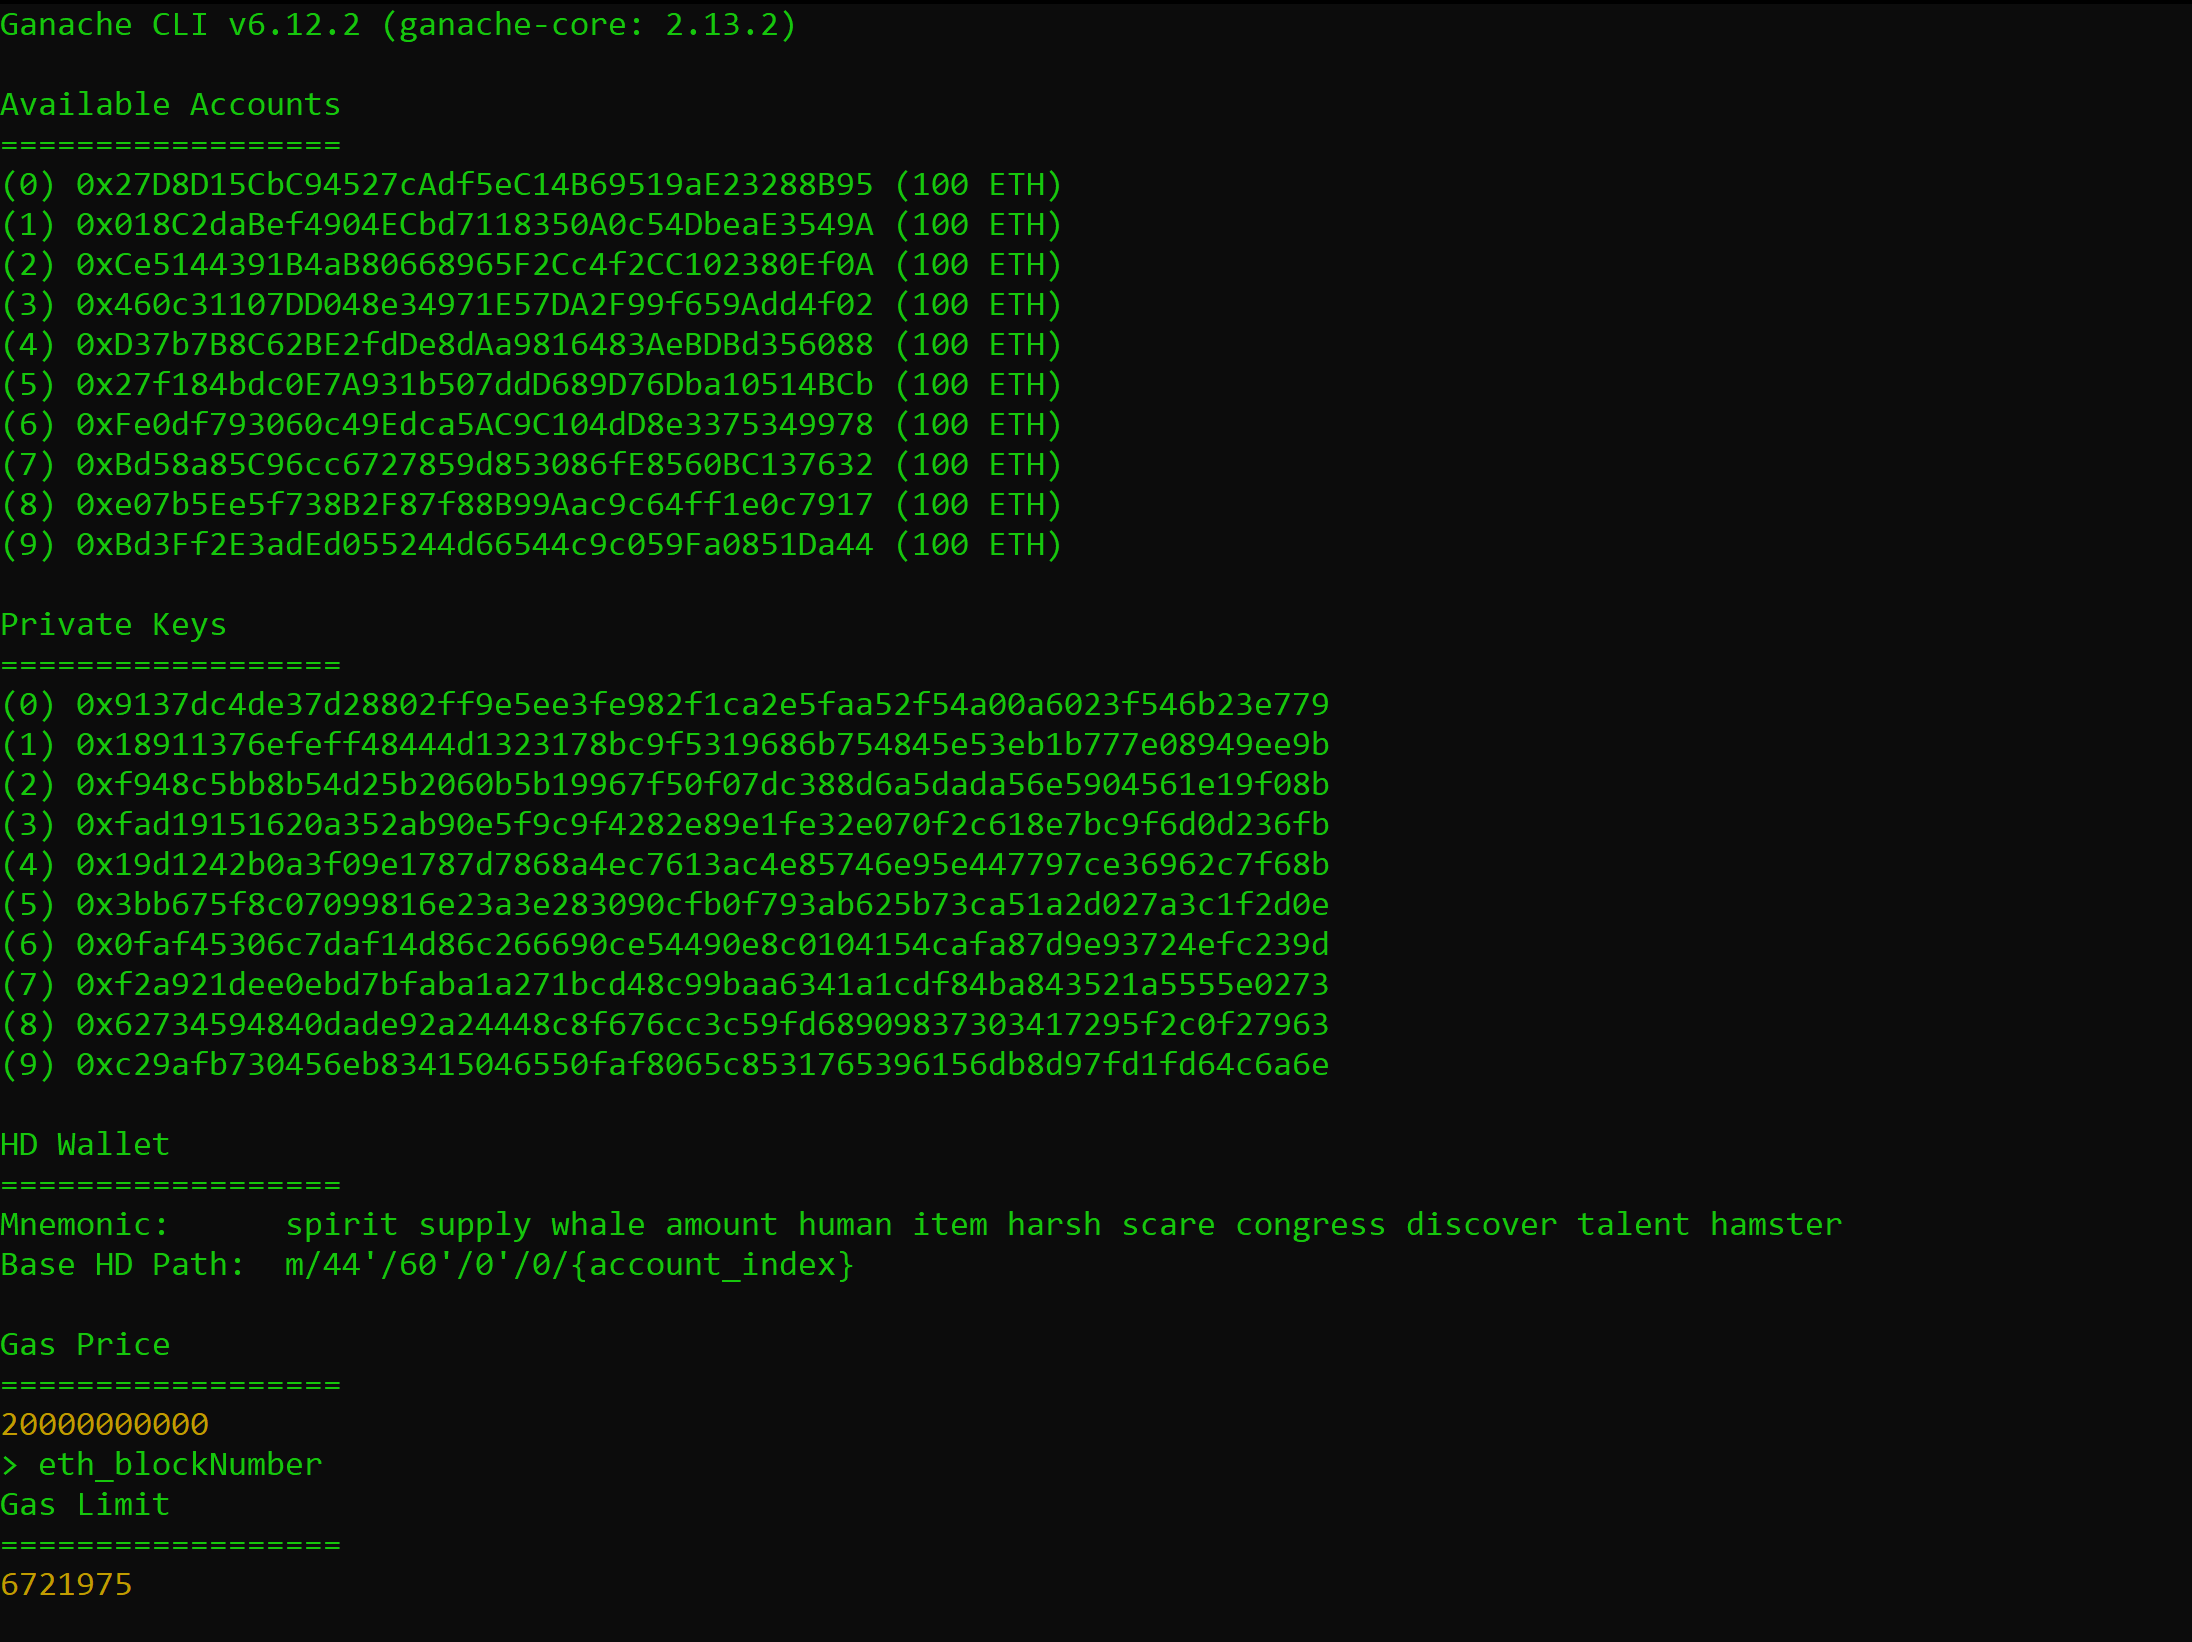 Ganache CLI v6.12.2 (ganache-core: 2.13.2)
Available Accounts
==================
(0) 0x27D8D15CbC94527cAdf5eC14B69519aE23288B95 (100 ETH)
(1) 0x018C2daBef4904ECbd7118350A0c54DbeaE3549A (100 ETH)
(2) 0xCe5144391B4aB80668965F2Cc4f2CC102380Ef0A (100 ETH)
(3) 0x460c31107DD048e34971E57DA2F99f659Add4f02 (100 ETH)
(4) 0xD37b7B8C62BE2fdDe8dAa9816483AeBDBd356088 (100 ETH)
(5) 0x27f184bdc0E7A931b507ddD689D76Dba10514BCb (100 ETH)
(6) 0xFe0df793060c49Edca5AC9C104dD8e3375349978 (100 ETH)
(7) 0xBd58a85C96cc6727859d853086fE8560BC137632 (100 ETH)
(8) 0xe07b5Ee5f738B2F87f88B99Aac9c64ff1e0c7917 (100 ETH)
(9) 0xBd3Ff2E3adEd055244d66544c9c059Fa0851Da44 (100 ETH)
Private Keys
==================
(0) 0x9137dc4de37d28802ff9e5ee3fe982f1ca2e5faa52f54a00a6023f546b23e779
(1) 0x18911376efeff48444d1323178bc9f5319686b754845e53eb1b777e08949ee9b
(2) 0xf948c5bb8b54d25b2060b5b19967f50f07dc388d6a5dada56e5904561e19f08b
(3) 0xfad19151620a352ab90e5f9c9f4282e89e1fe32e070f2c618e7bc9f6d0d236fb
(4) 0x19d1242b0a3f09e1787d7868a4ec7613ac4e85746e95e447797ce36962c7f68b
(5) 0x3bb675f8c07099816e23a3e283090cfb0f793ab625b73ca51a2d027a3c1f2d0e
(6) 0x0faf45306c7daf14d86c266690ce54490e8c0104154cafa87d9e93724efc239d
(7) 0xf2a921dee0ebd7bfaba1a271bcd48c99baa6341a1cdf84ba843521a5555e0273
(8) 0x62734594840dade92a24448c8f676cc3c59fd68909837303417295f2c0f27963
(9) 0xc29afb730456eb83415046550faf8065c8531765396156db8d97fd1fd64c6a6e
HD Wallet
==================
Mnemonic:      spirit supply whale amount human item harsh scare congress discover talent hamster
Base HD Path:  m/44'/60'/0'/0/{account_index}
Gas Price
==================
20000000000
> eth_blockNumber
Gas Limit
==================
6721975